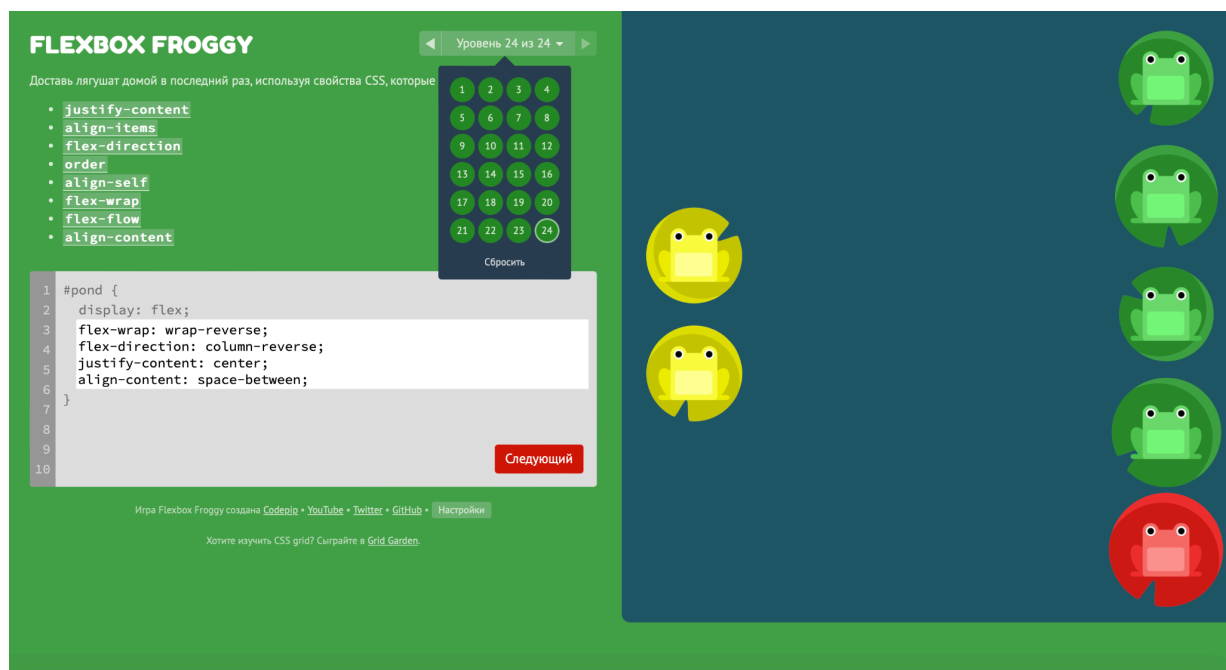 FLEXBOX FROGGY
Уровень 24 из 24
Доставь лягушат домой в последний раз, используя свойства CSS, которые
justify-content
align-items
flex-direction
order
align-self
flex-wrap
flex-flow
align-content
1 2 3 4
5 6 7 8
9 10 11 12
13 14 15 16
17 18 19 20
21 22 23 24
Сбросить
1 #pond {
2 display: flex;
3 flex-wrap: wrap-reverse;
4 flex-direction: column-reverse;
5 justify-content: center;
6 align-content: space-between;
7 }
8
9
10
Следующий
Игра Flexbox Froggy создана Codepip • YouTube • Twitter • GitHub • Настройки
Хотите изучить CSS grid? Сыграйте в Grid Garden.